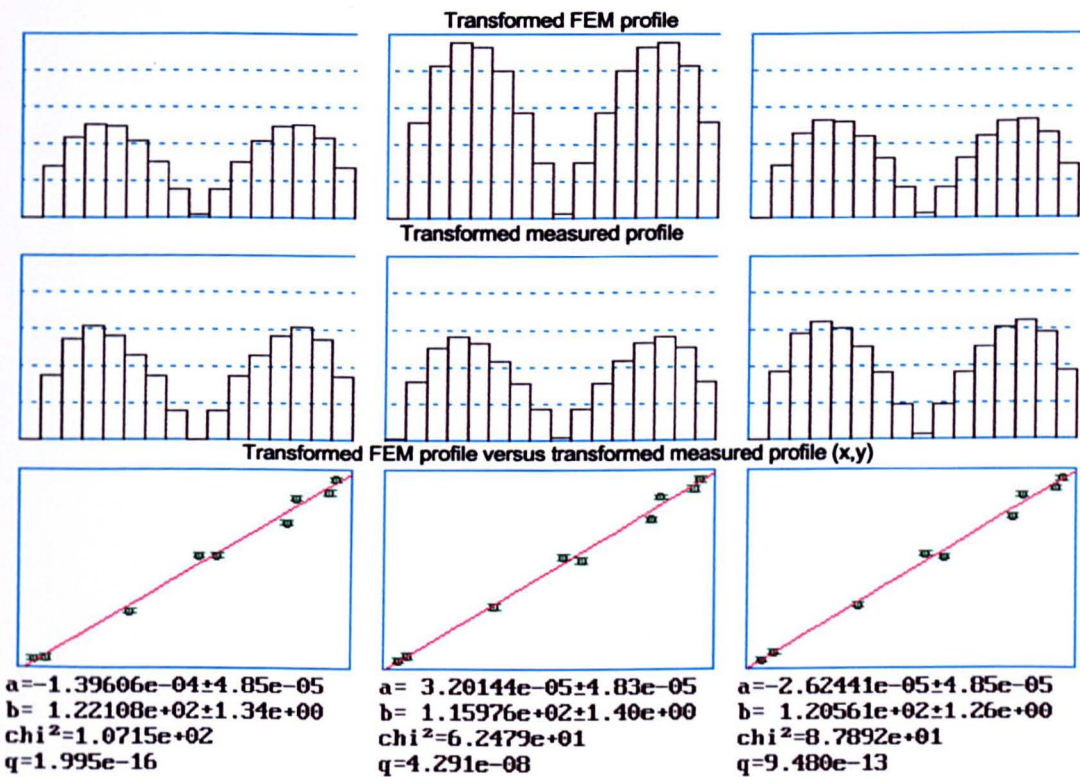 Transformed FEM profile
Transformed measured profile
Transformed FEM profile versus transformed measured profile (x,y)
a=-1.39606e-04±4.85e-05
b= 1.22108e+02±1.34e+00
chi²=1.0715e+02
q=1.995e-16
a= 3.20144e-05±4.83e-05
b= 1.15976e+02±1.40e+00
chi²=6.2479e+01
q=4.291e-08
a=-2.62441e-05±4.85e-05
b= 1.20561e+02±1.26e+00
chi²=8.7892e+01
q=9.480e-13